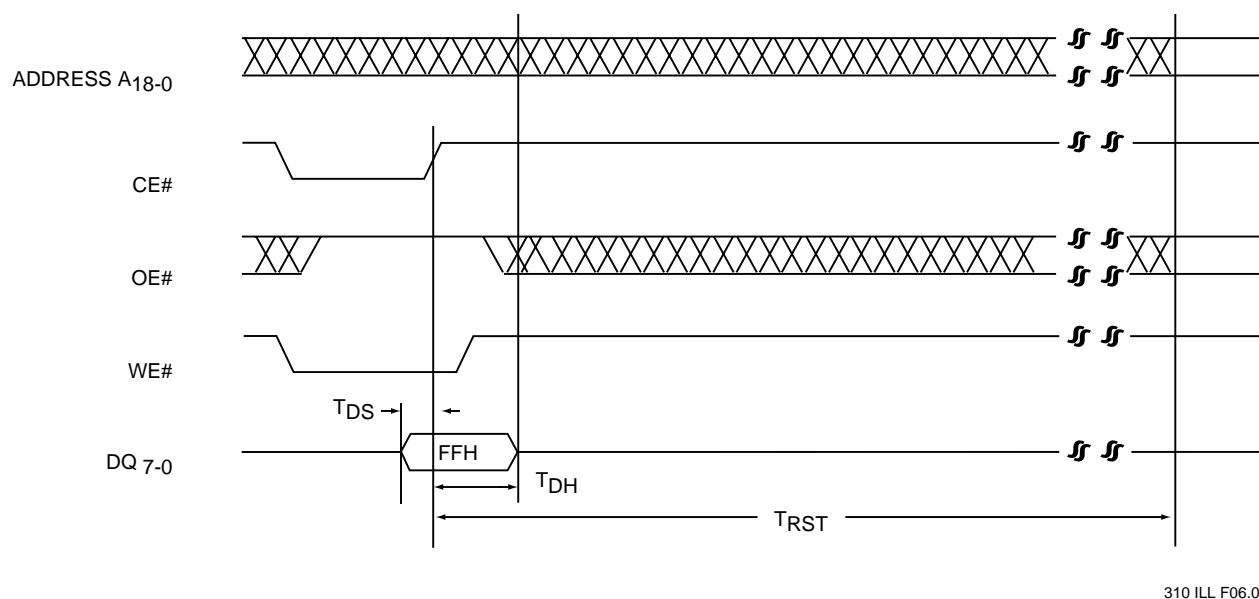 ADDRESS A18-0
CE#
OE#
WE#
TDS
DQ 7-0
FFH
TDH
TRST
310 ILL F06.0